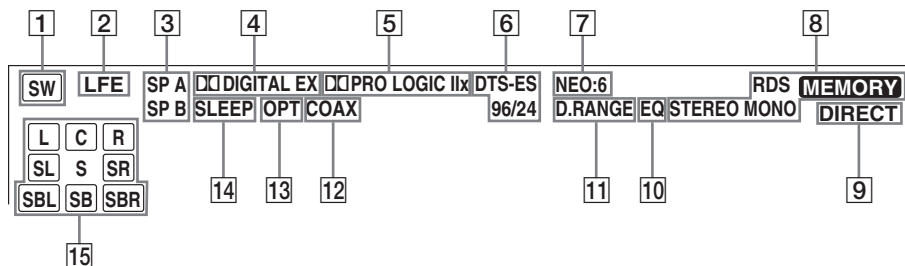 1 2 3 4 5 6 7 8
SW LFE SP A DIGITAL EX PRO LOGIC IIx DTS-ES NEO:6 RDS MEMORY
SP B SLEEP OPT COAX 96/24 D.RANGE EQ STEREO MONO DIRECT
L C R
SL S SR
SBL SB SBR
14 13 12 11 10 9
15